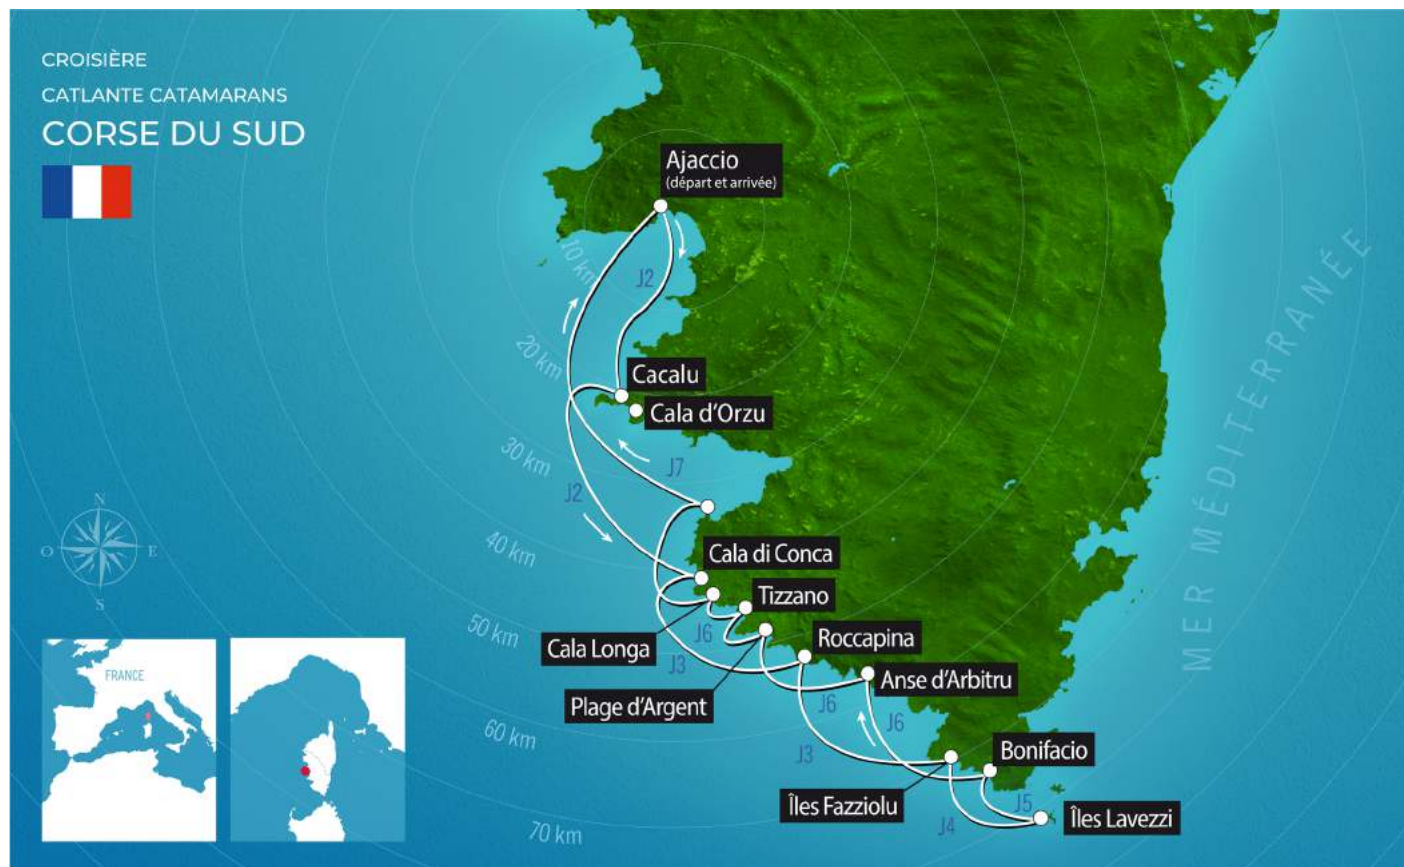 CROISIÈRE
CATLANTE CATAMARANS
CORSE DU SUD
Ajaccio
(départ et arrivée)
10 km
J2
20 km
Cacalu
Cala d'Orzu
30 km
J7
J2
40 km
Cala di Conca
Tizzano
50 km
Cala Longa
J6
J3
Roccapina
Plage d'Argent
Anse d'Arbitru
J6
J6
60 km
J3
Bonifacio
Îles Fazziolu
J5
J4
Îles Lavezzi
70 km
MER MÉDITERRANÉE
N
O
E
S
FRANCE